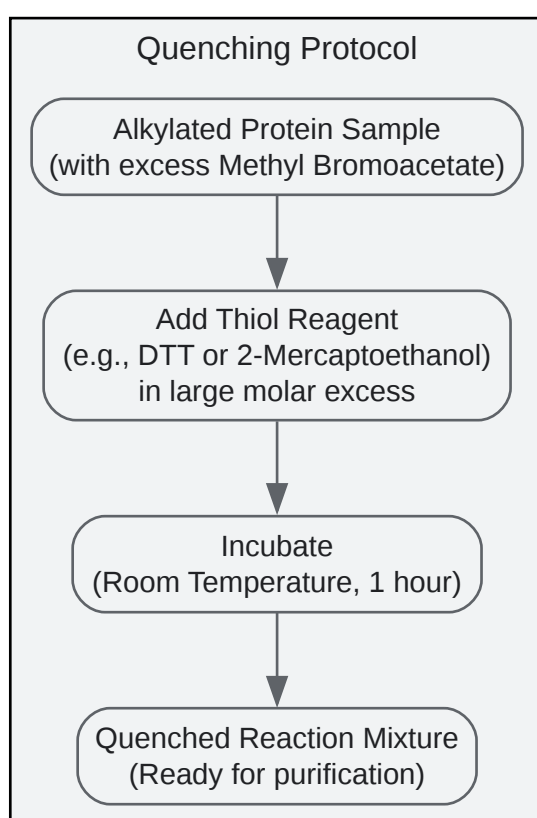 Quenching Protocol
Alkylated Protein Sample
(with excess Methyl Bromoacetate)
Add Thiol Reagent
(e.g., DTT or 2-Mercaptoethanol)
in large molar excess
Incubate
(Room Temperature, 1 hour)
Quenched Reaction Mixture
(Ready for purification)